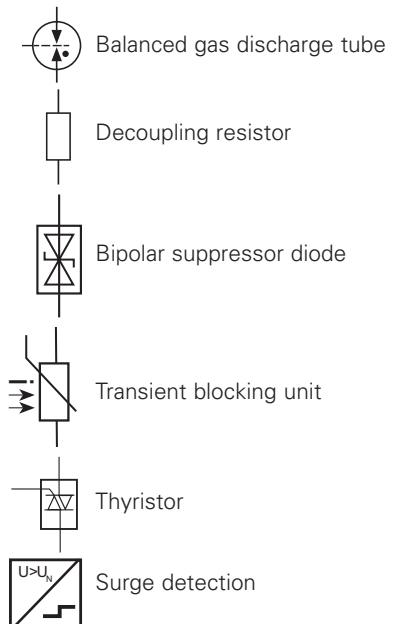 Balanced gas discharge tube
Decoupling resistor
Bipolar suppressor diode
Transient blocking unit
Thyristor
U>UN
Surge detection